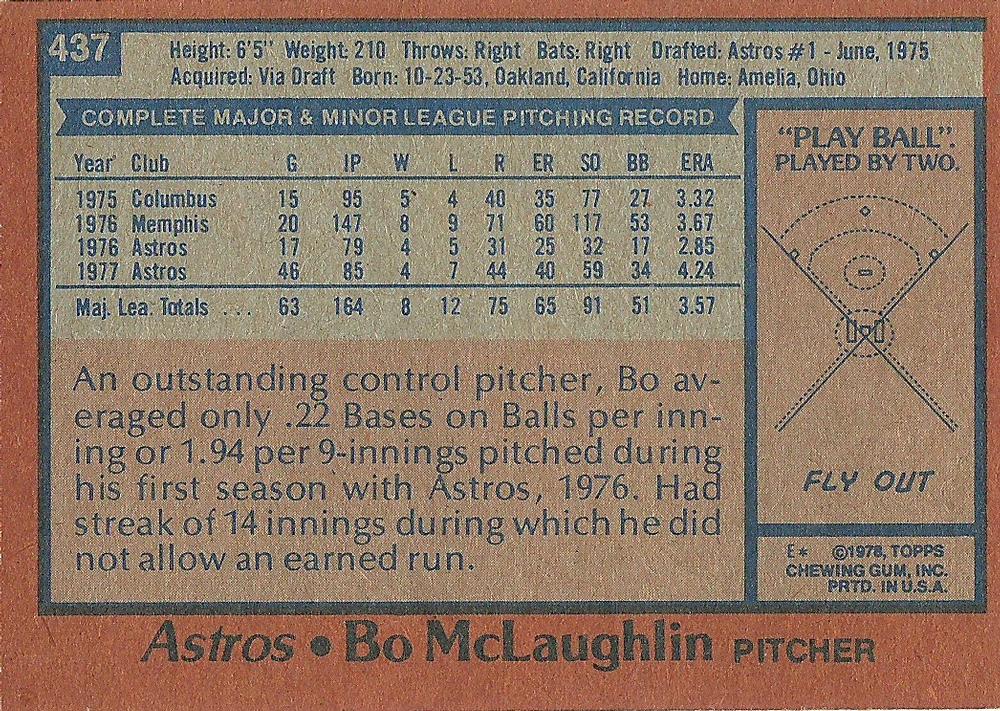 437
Height: 6'5" Weight: 210 Throws: Right Bats: Right Drafted: Astros #1 - June, 1975
Acquired: Via Draft Born: 10-23-53, Oakland, California Home: Amelia, Ohio
COMPLETE MAJOR & MINOR LEAGUE PITCHING RECORD
Year Club G IP W L R ER SO BB ERA
1975 Columbus 15 95 5 4 40 35 77 27 3.32
1976 Memphis 20 147 8 9 71 60 117 53 3.67
1976 Astros 17 79 4 5 31 25 32 17 2.85
1977 Astros 46 85 4 7 44 40 59 34 4.24
Maj. Lea. Totals ... 63 164 8 12 75 65 91 51 3.57
An outstanding control pitcher, Bo av-
eraged only .22 Bases on Balls per inn-
ing or 1.94 per 9-innings pitched during
his first season with Astros, 1976. Had
streak of 14 innings during which he did
not allow an earned run.
"PLAY BALL".
PLAYED BY TWO.
FLY OUT
E* ©1978, TOPPS
CHEWING GUM, INC.
PRTD. IN U.S.A.
Astros • Bo McLaughlin PITCHER